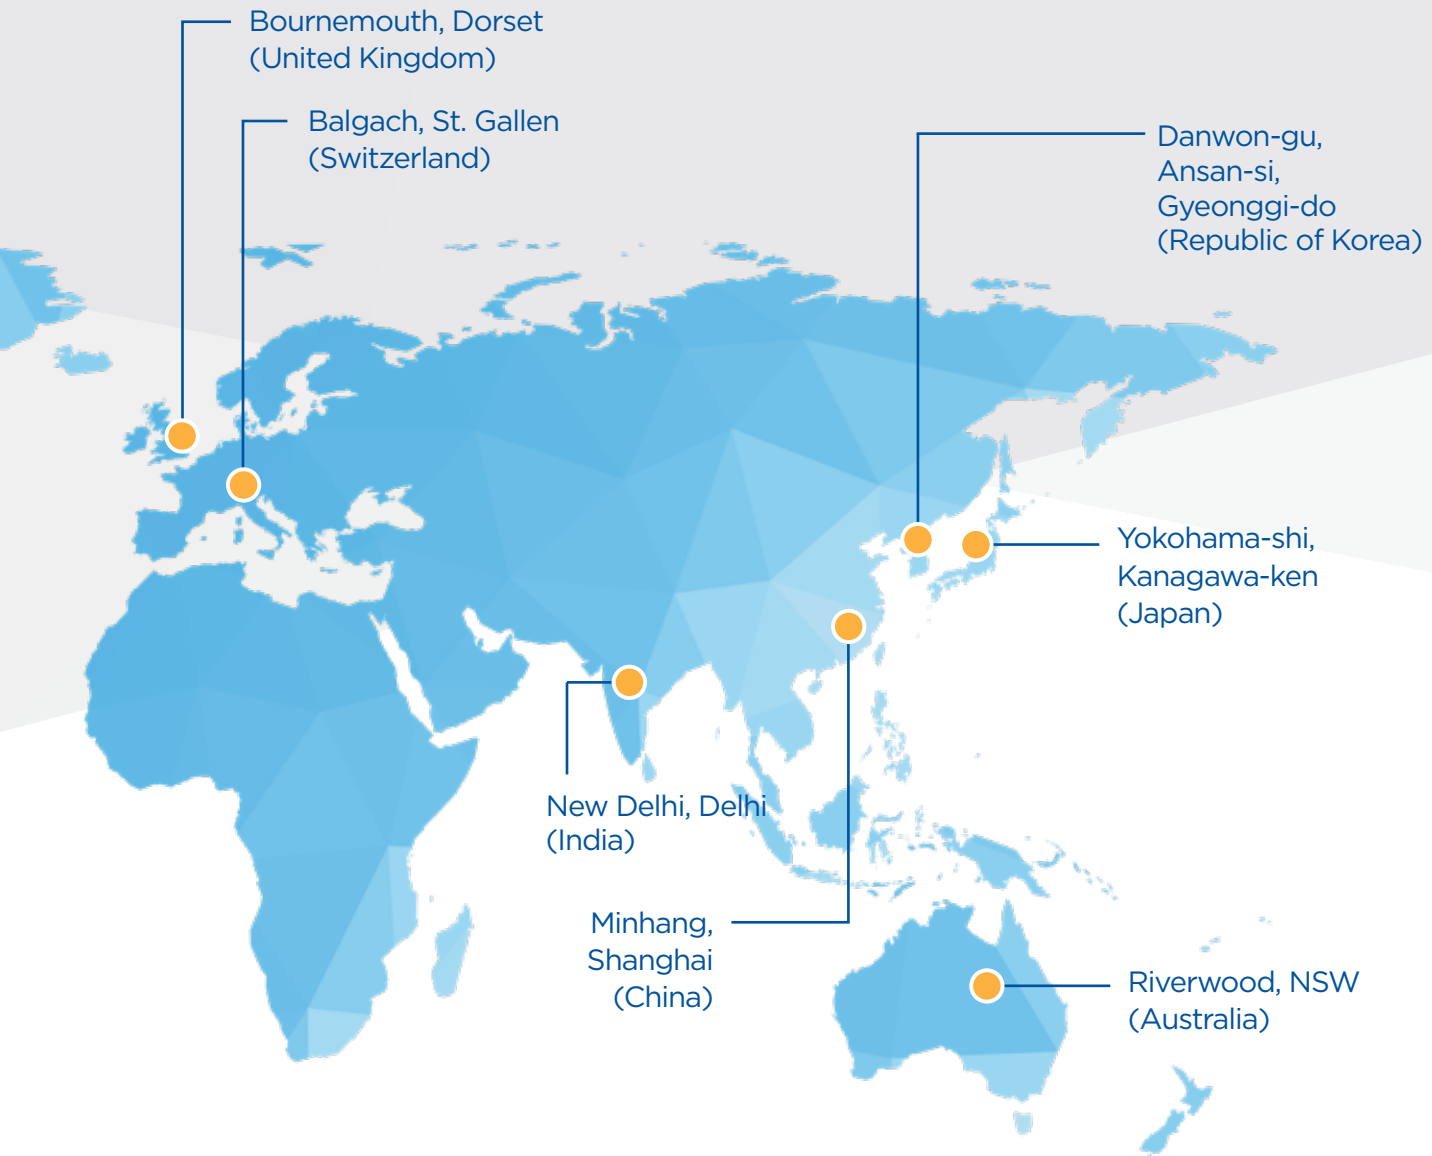 Bournemouth, Dorset
(United Kingdom)
Balgach, St. Gallen
(Switzerland)
Danwon-gu,
Ansan-si,
Gyeonggi-do
(Republic of Korea)
Yokohama-shi,
Kanagawa-ken
(Japan)
New Delhi, Delhi
(India)
Minhang,
Shanghai
(China)
Riverwood, NSW
(Australia)